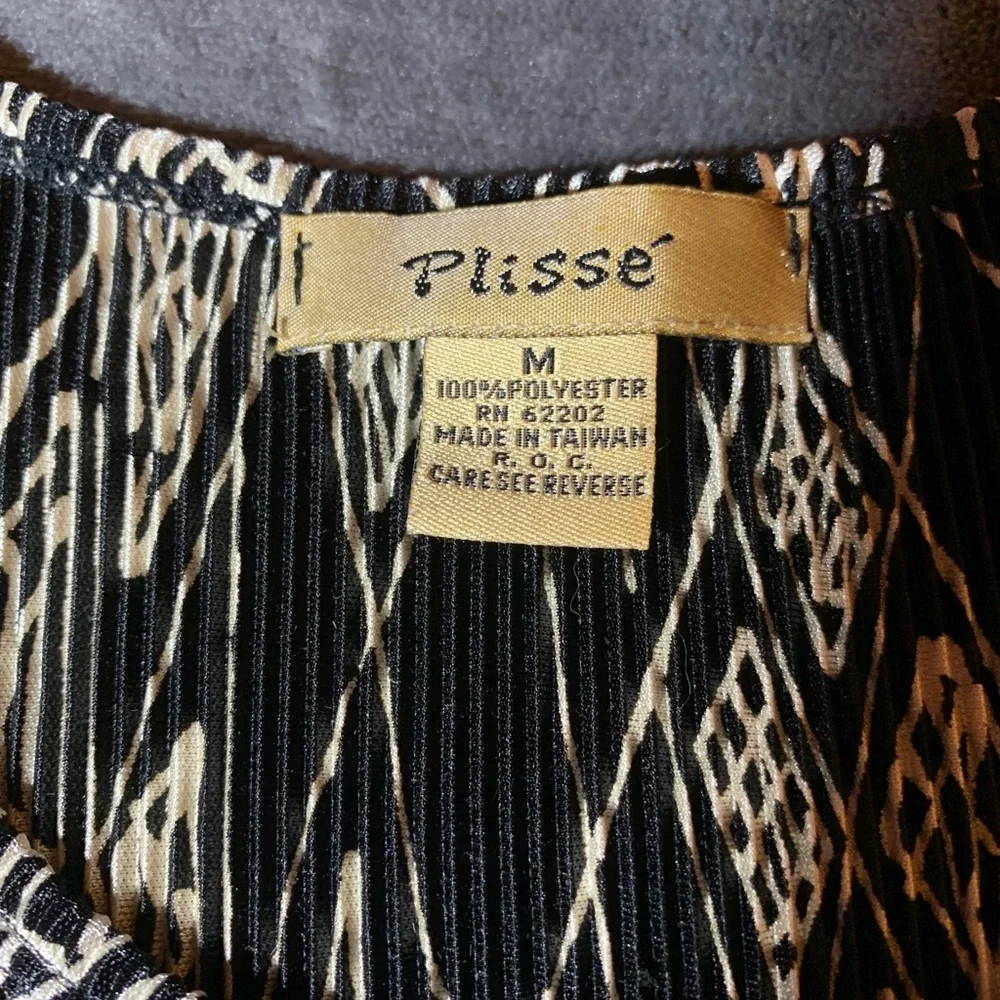 Plissé
M
100%POLYESTER
RN 62202
MADE IN TAIWAN
R. O. C.
CARE SEE REVERSE